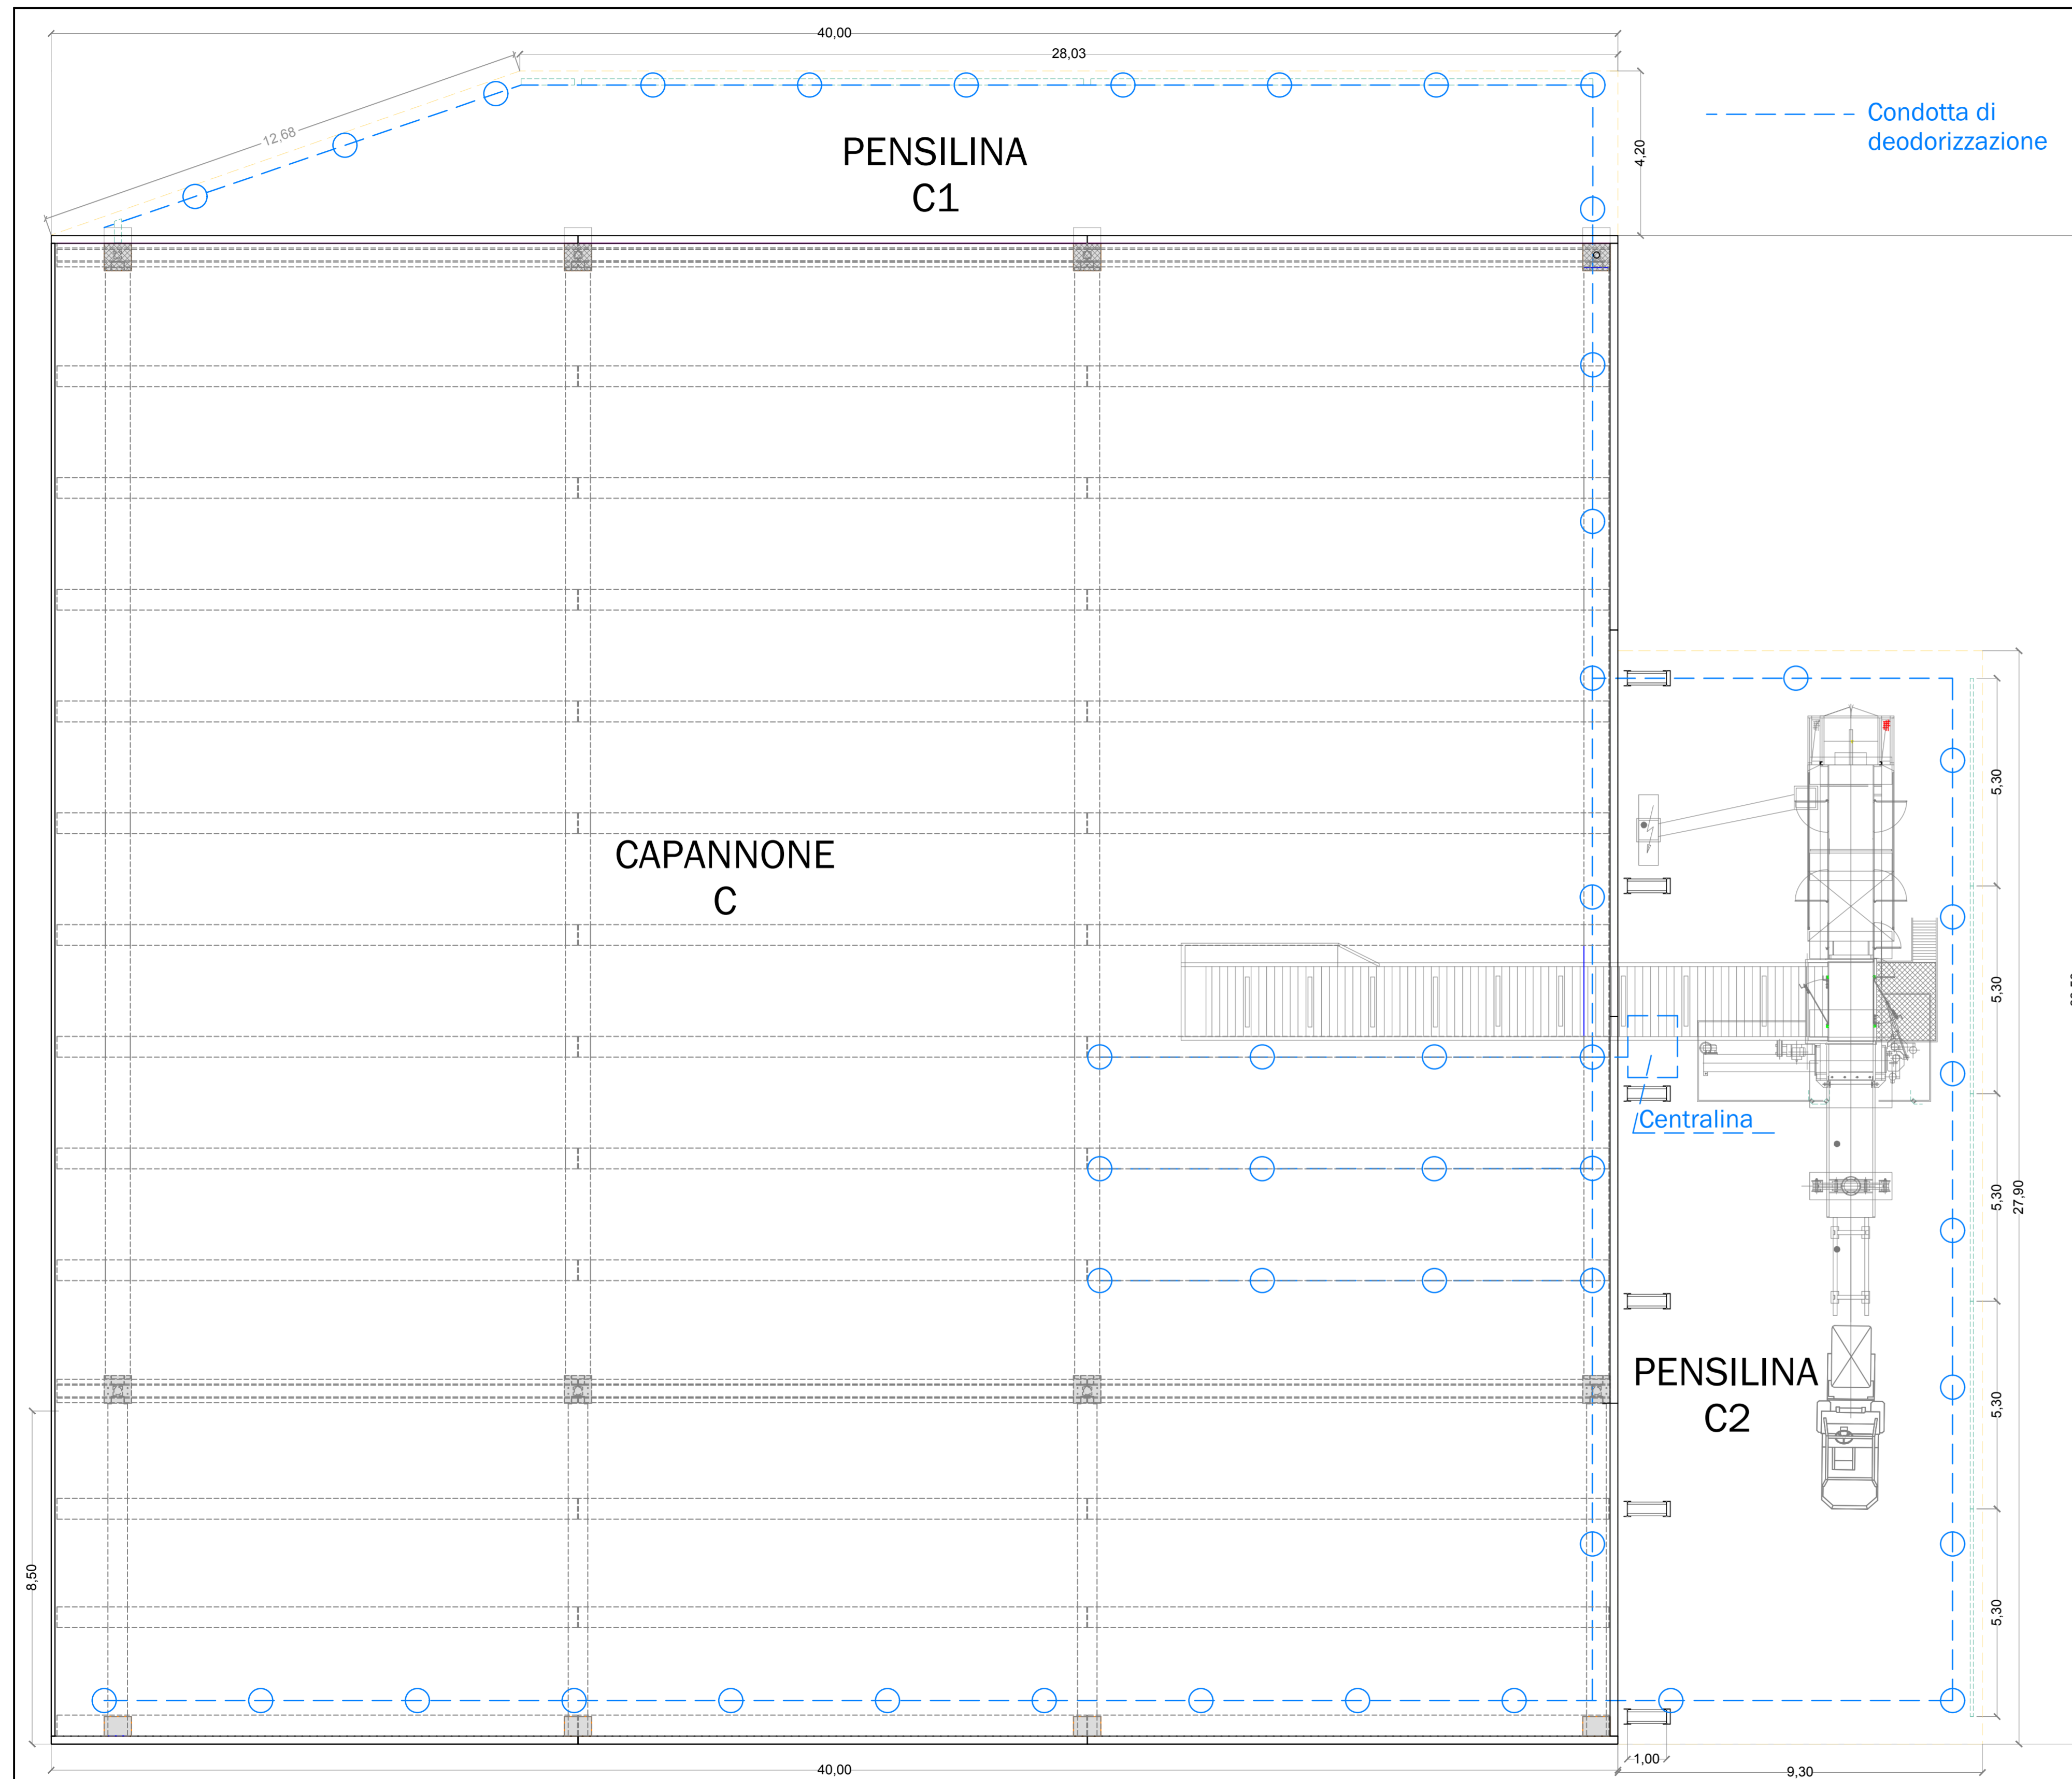 40,00
28,03
12,68
4,20
Condotta di
deodorizzazione
PENSILINA
C1
CAPANNONE
C
5,30
5,30
5,30
5,30
5,30
27,90
Centralina
PENSILINA
C2
8,50
40,00
1,00
9,30